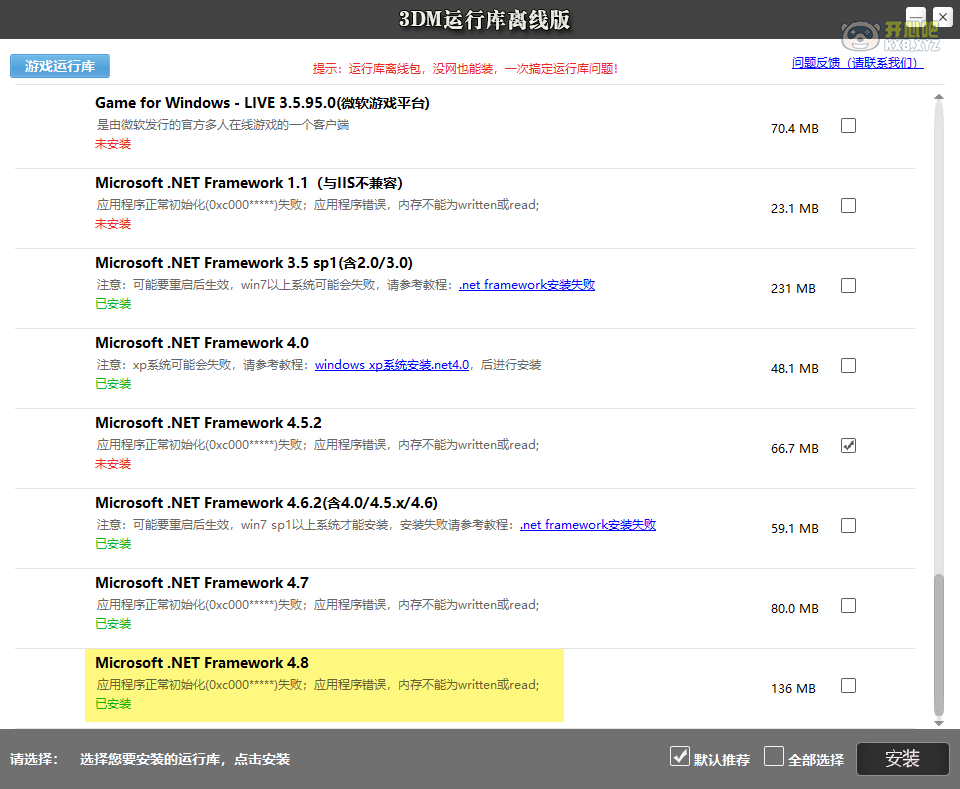 3DM运行库离线版
开心吧
KX8.XYZ
游戏运行库
提示：运行库离线包，没网也能装，一次搞定运行库问题！
问题反馈（请联系我们）
Game for Windows - LIVE 3.5.95.0(微软游戏平台)
是由微软发行的官方多人在线游戏的一个客户端
70.4 MB
未安装
Microsoft .NET Framework 1.1（与IIS不兼容）
应用程序正常初始化(0xc000*****)失败；应用程序错误，内存不能为written或read;
23.1 MB
未安装
Microsoft .NET Framework 3.5 sp1(含2.0/3.0)
注意：可能要重启后生效，win7以上系统可能会失败，请参考教程：.net framework安装失败
231 MB
已安装
Microsoft .NET Framework 4.0
注意：xp系统可能会失败，请参考教程：windows xp系统安装.net4.0，后进行安装
48.1 MB
已安装
Microsoft .NET Framework 4.5.2
应用程序正常初始化(0xc000*****)失败；应用程序错误，内存不能为written或read;
66.7 MB
未安装
Microsoft .NET Framework 4.6.2(含4.0/4.5.x/4.6)
注意：可能要重启后生效，win7 sp1以上系统才能安装，安装失败请参考教程：.net framework安装失败
59.1 MB
已安装
Microsoft .NET Framework 4.7
应用程序正常初始化(0xc000*****)失败；应用程序错误，内存不能为written或read;
80.0 MB
已安装
Microsoft .NET Framework 4.8
应用程序正常初始化(0xc000*****)失败；应用程序错误，内存不能为written或read;
136 MB
已安装
请选择： 选择您要安装的运行库，点击安装
默认推荐
全部选择
安装